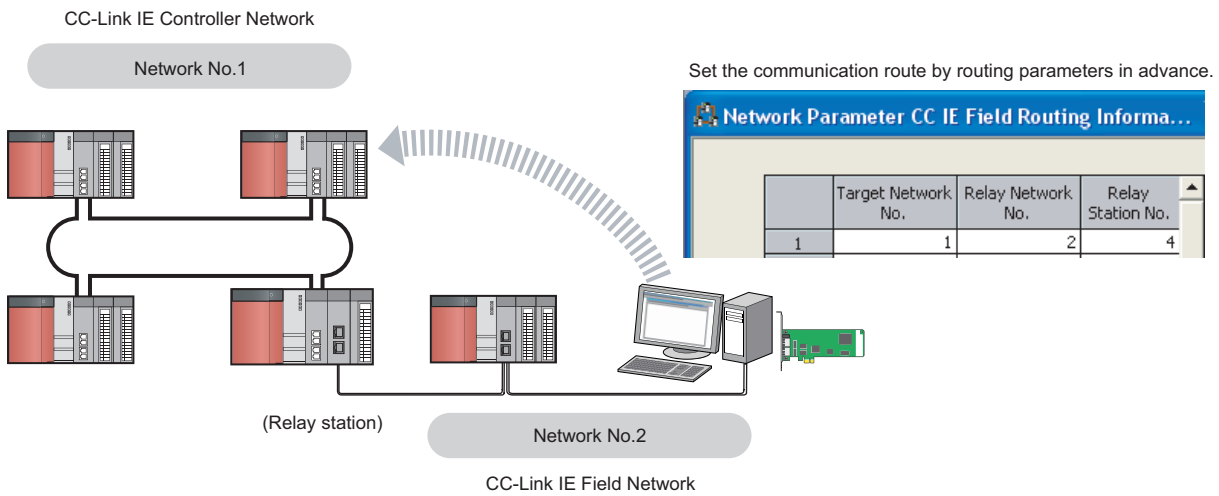 CC-Link IE Controller Network
Network No.1
Set the communication route by routing parameters in advance.
Network Parameter CC IE Field Routing Informa...
Target Network No.
Relay Network No.
Relay Station No.
1 1 2 4
(Relay station)
Network No.2
CC-Link IE Field Network